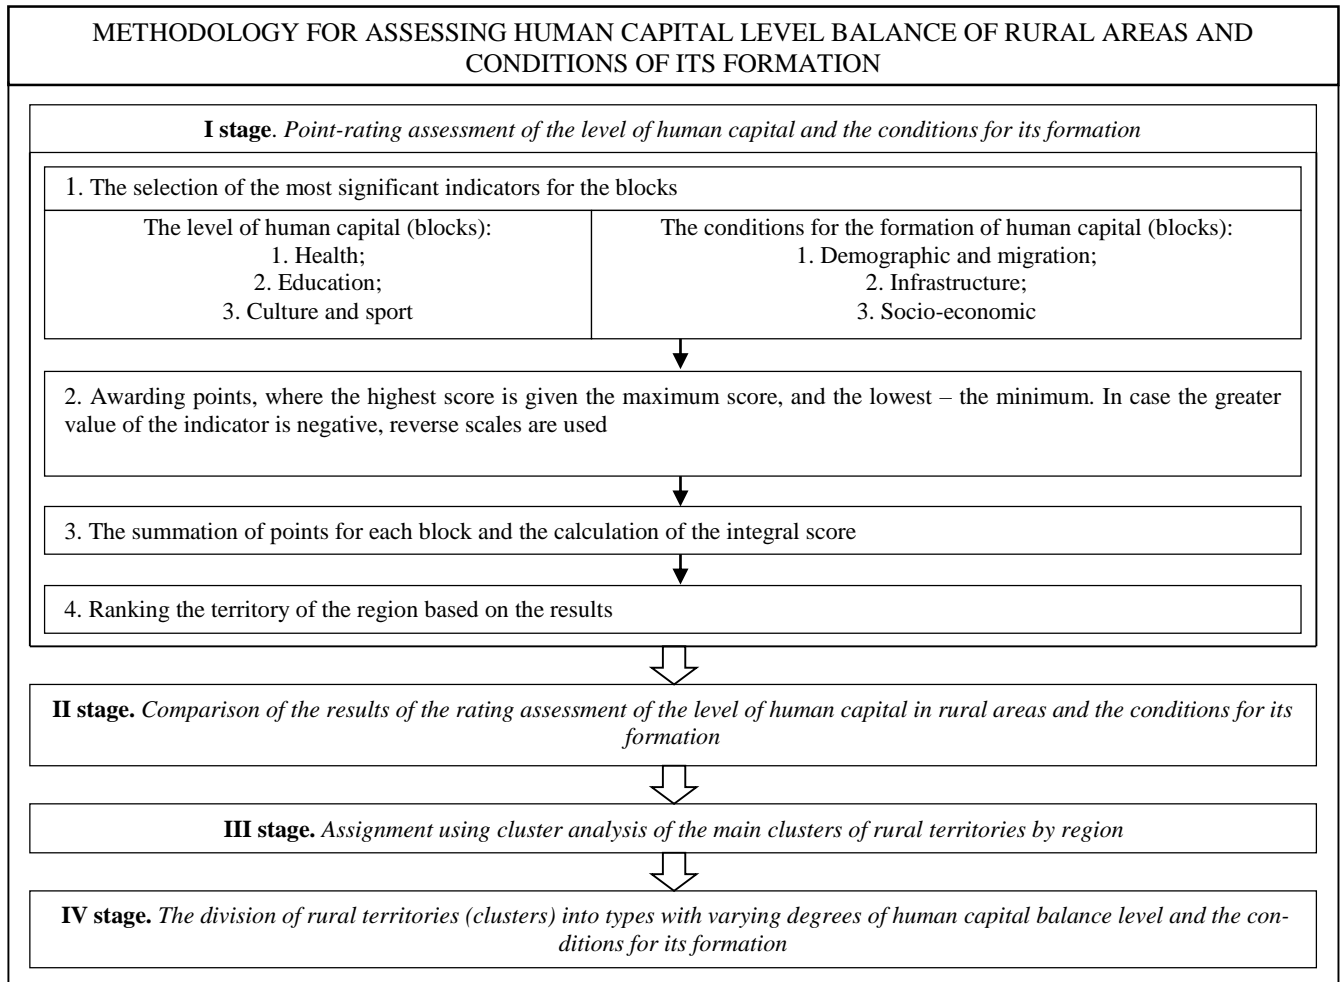 METHODOLOGY FOR ASSESSING HUMAN CAPITAL LEVEL BALANCE OF RURAL AREAS AND
CONDITIONS OF ITS FORMATION
I stage. Point-rating assessment of the level of human capital and the conditions for its formation
1. The selection of the most significant indicators for the blocks
The level of human capital (blocks):
1. Health;
2. Education;
3. Culture and sport
The conditions for the formation of human capital (blocks):
1. Demographic and migration;
2. Infrastructure;
3. Socio-economic
2. Awarding points, where the highest score is given the maximum score, and the lowest – the minimum. In case the greater
value of the indicator is negative, reverse scales are used
3. The summation of points for each block and the calculation of the integral score
4. Ranking the territory of the region based on the results
II stage. Comparison of the results of the rating assessment of the level of human capital in rural areas and the conditions for its
formation
III stage. Assignment using cluster analysis of the main clusters of rural territories by region
IV stage. The division of rural territories (clusters) into types with varying degrees of human capital balance level and the con-
ditions for its formation